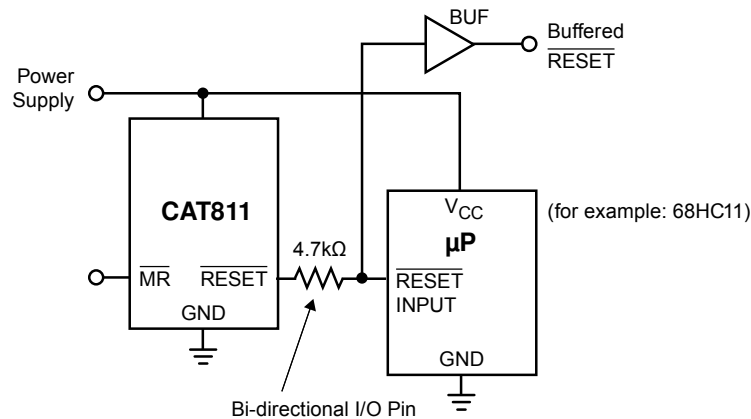 BUF
Buffered
RESET
Power
Supply
CAT811
VCC
(for example: 68HC11)
µP
4.7kΩ
MR
RESET
RESET
INPUT
GND
GND
Bi-directional I/O Pin